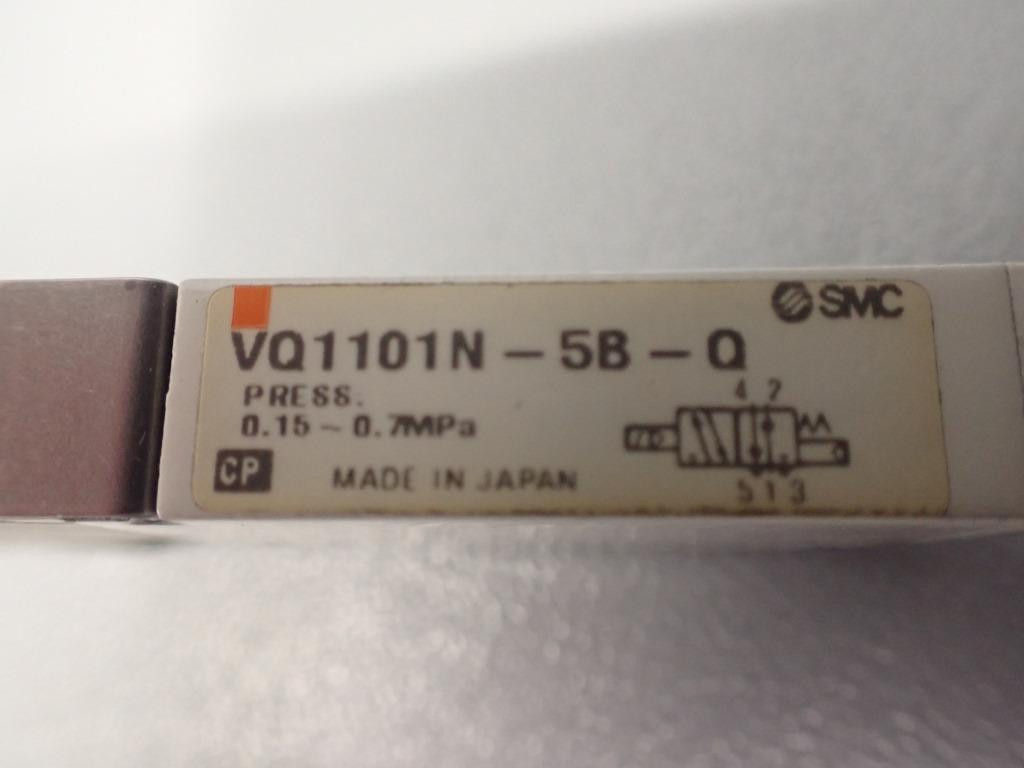 SMC
VQ1101N-5B-Q
PRESS.
0.15~0.7MPa
4 2
CP MADE IN JAPAN
5 1 3